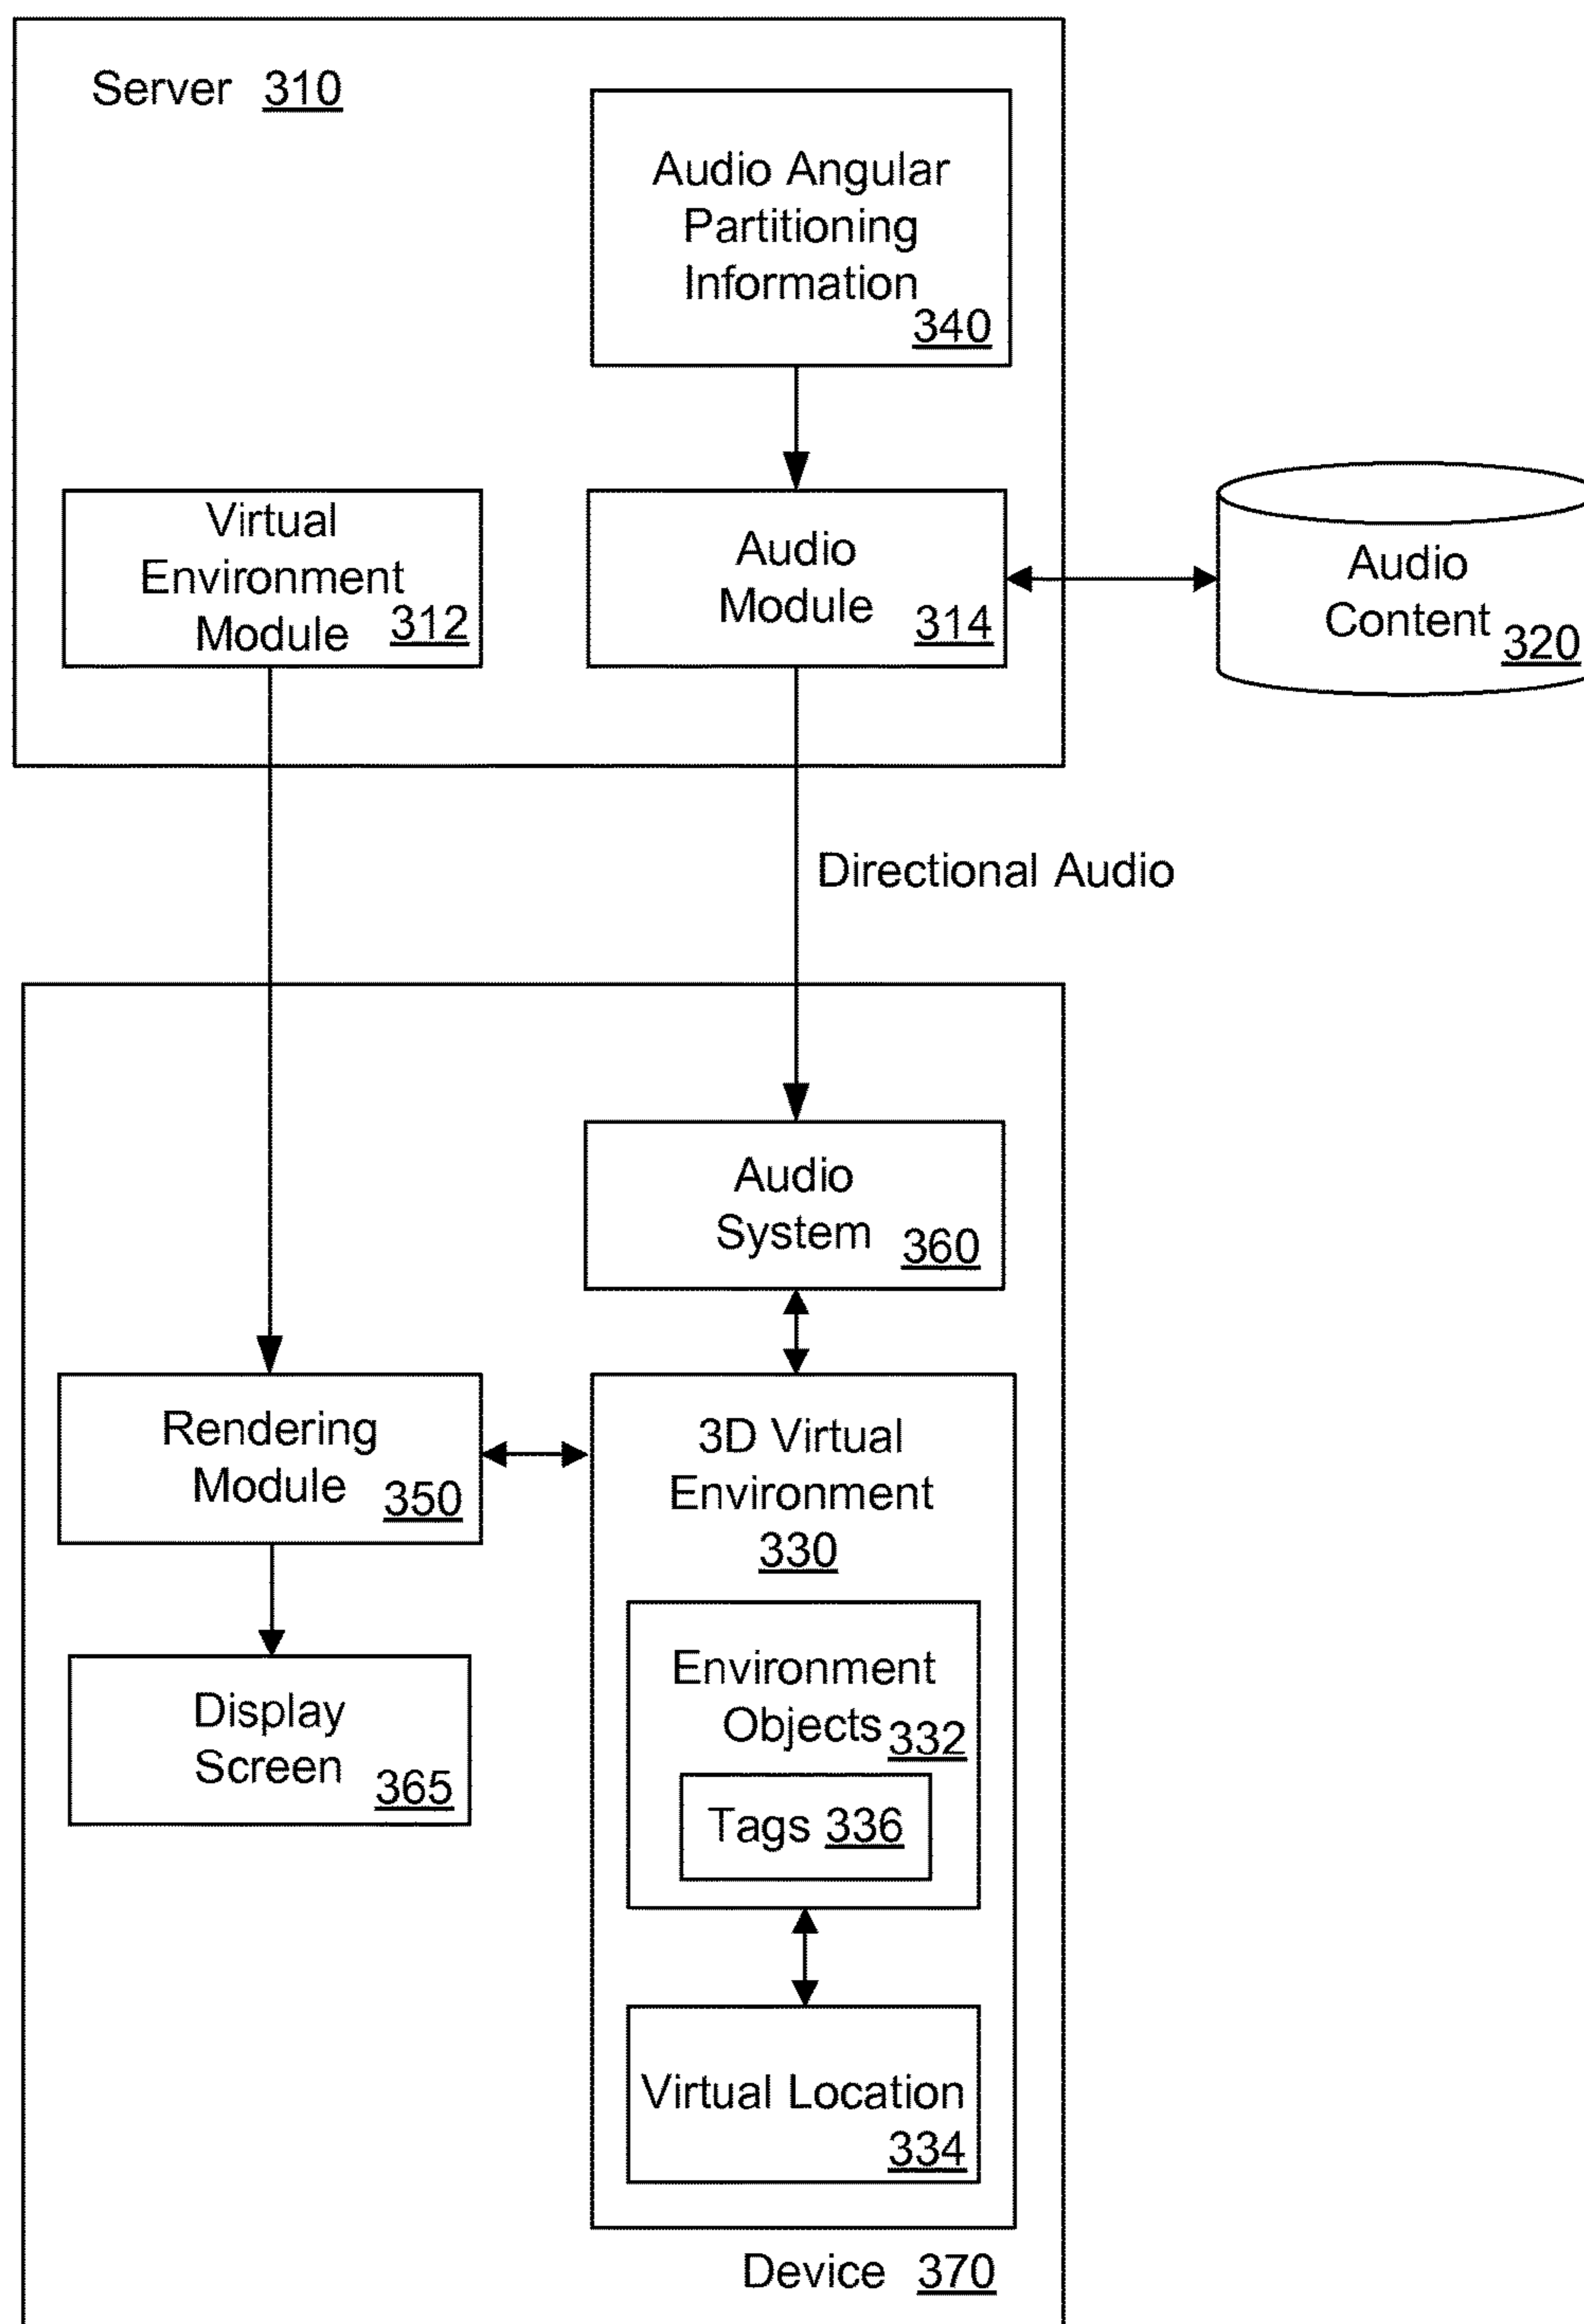 Server 310
Audio Angular
Partitioning
Information
340
Virtual
Environment
Module 312
Audio
Module 314
Audio
Content 320
Directional Audio
Audio
System 360
Rendering
Module 350
3D Virtual
Environment
330
Display
Screen 365
Environment
Objects 332
Tags 336
Virtual Location
334
Device 370